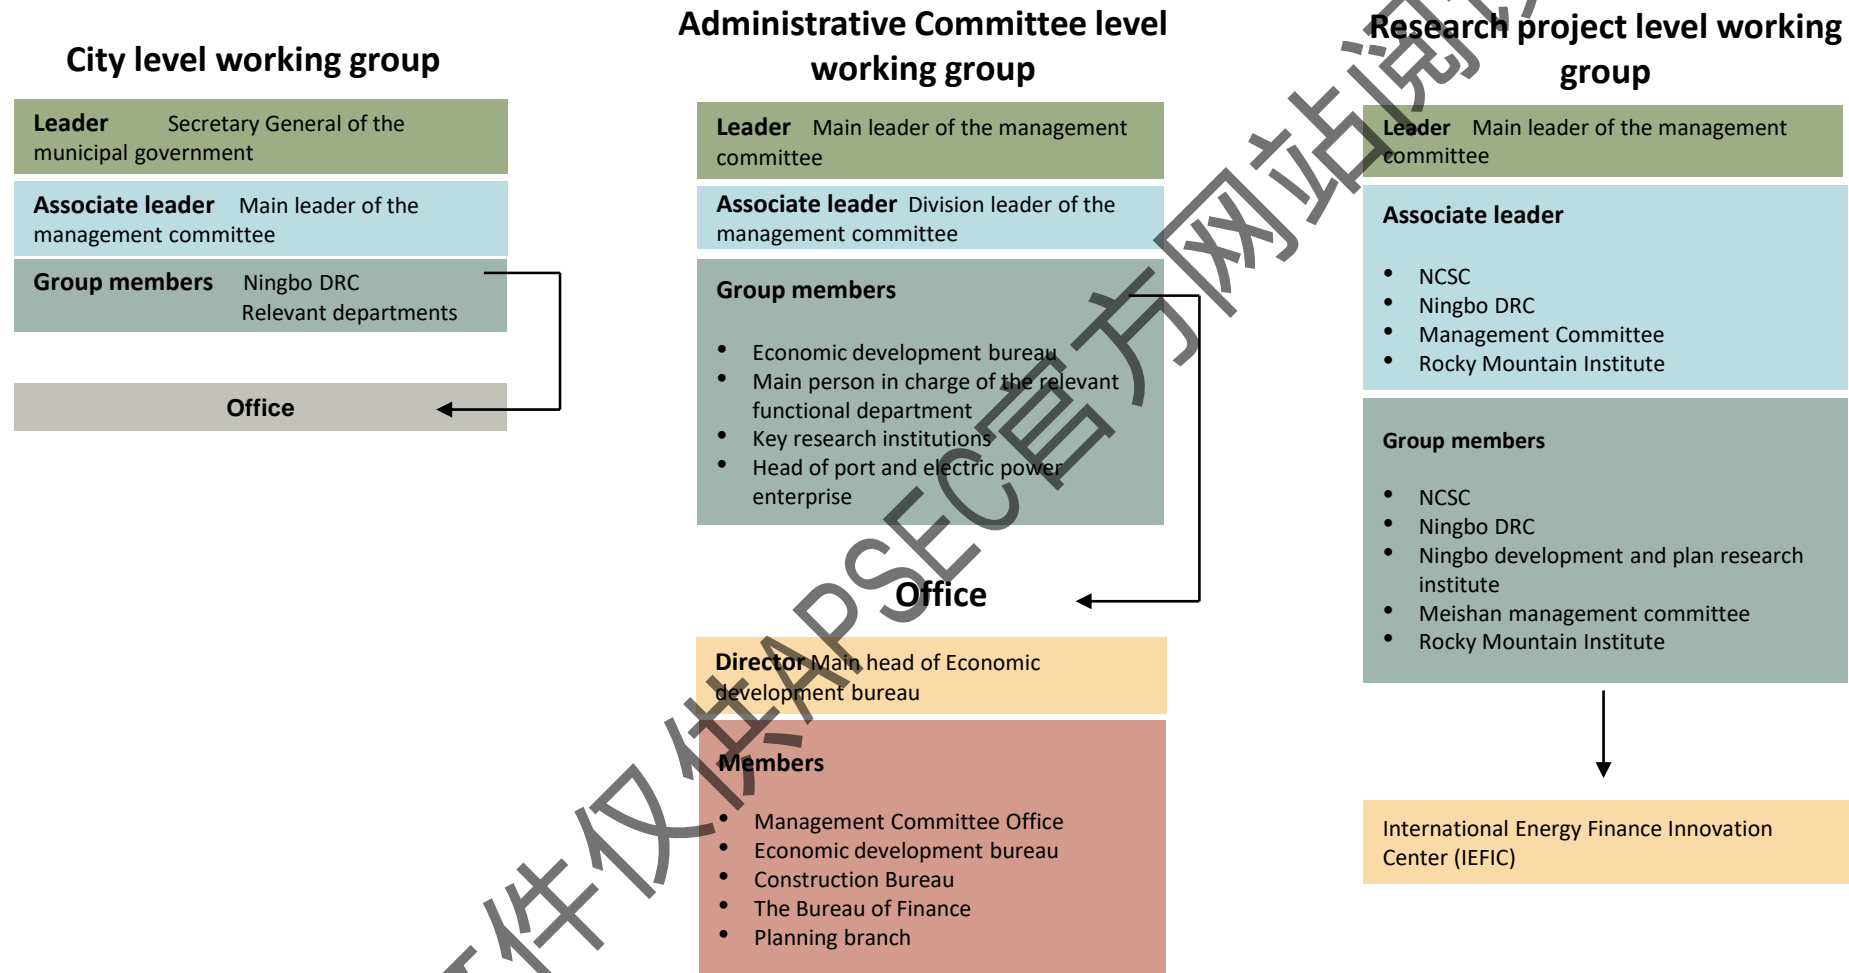 City level working group
Leader Secretary General of the
municipal government
Associate leader Main leader of the
management committee
Group members Ningbo DRC
Relevant departments
Office
Administrative Committee level
working group
Leader Main leader of the management
committee
Associate leader Division leader of the
management committee
Group members
• Economic development bureau
• Main person in charge of the relevant
functional department
• Key research institutions
• Head of port and electric power
enterprise
Office
Director Main head of Economic
development bureau
Members
• Management Committee Office
• Economic development bureau
• Construction Bureau
• The Bureau of Finance
• Planning branch
Research project level working
group
Leader Main leader of the management
committee
Associate leader
• NCSC
• Ningbo DRC
• Management Committee
• Rocky Mountain Institute
Group members
• NCSC
• Ningbo DRC
• Ningbo development and plan research
institute
• Meishan management committee
• Rocky Mountain Institute
International Energy Finance Innovation
Center (IEFIC)
件仅供APSEC官方网站阅